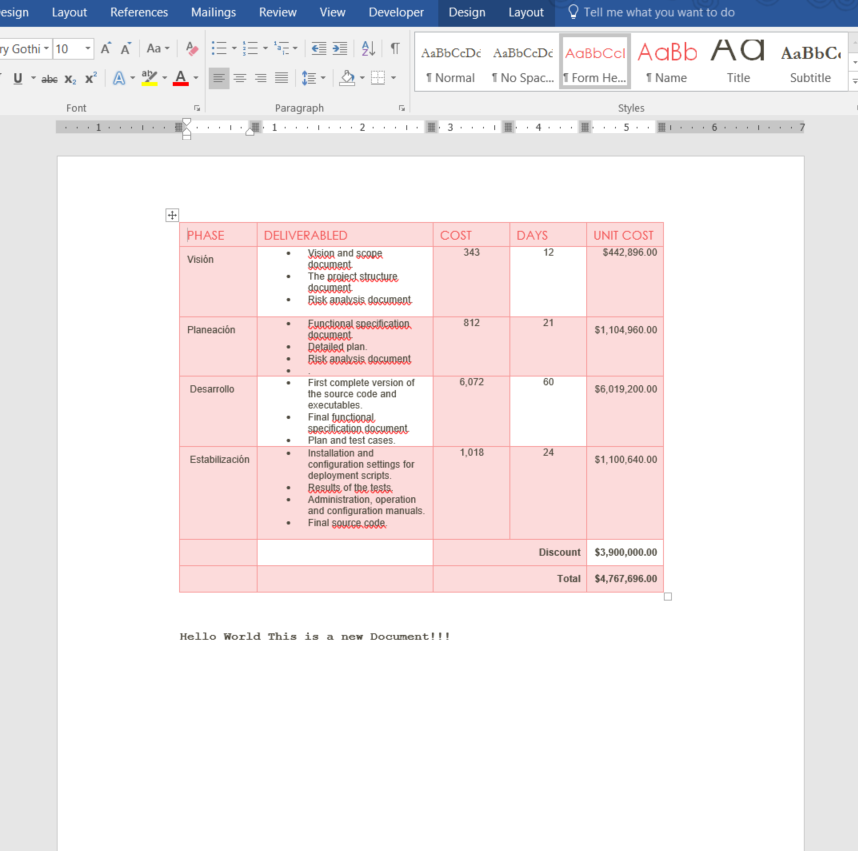 esign Layout References Mailings Review View Developer Design Layout Tell me what you want to do
ry Gothi 10 A A Aa A
U abc X₂ X² A ab A
Font Paragraph Styles
AaBbCcDc AaBbCcDc AaBbCcI AaBb Aa AaBbC
¶ Normal ¶ No Spac... ¶ Form He... ¶ Name Title Subtitle
1 1 2 3 4 5 6 7
PHASE DELIVERABLED COST DAYS UNIT COST
Visión
Vision and scope
document.
The project structure
document.
Risk analysis document.
343 12 $442,896.00
Planeación
Functional specification
document.
Detailed plan.
Risk analysis document
.
812 21 $1,104,960.00
Desarrollo
First complete version of
the source code and
executables.
Final functional
specification document.
Plan and test cases.
6,072 60 $6,019,200.00
Estabilización
Installation and
configuration settings for
deployment scripts.
Results of the tests.
Administration, operation
and configuration manuals.
Final source code.
1,018 24 $1,100,640.00
Discount $3,900,000.00
Total $4,767,696.00
Hello World This is a new Document!!!